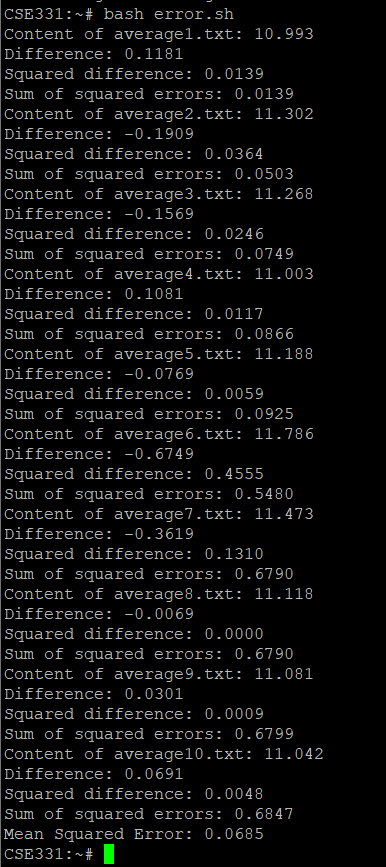 CSE331:~# bash error.sh
Content of average1.txt: 10.993
Difference: 0.1181
Squared difference: 0.0139
Sum of squared errors: 0.0139
Content of average2.txt: 11.302
Difference: -0.1909
Squared difference: 0.0364
Sum of squared errors: 0.0503
Content of average3.txt: 11.268
Difference: -0.1569
Squared difference: 0.0246
Sum of squared errors: 0.0749
Content of average4.txt: 11.003
Difference: 0.1081
Squared difference: 0.0117
Sum of squared errors: 0.0866
Content of average5.txt: 11.188
Difference: -0.0769
Squared difference: 0.0059
Sum of squared errors: 0.0925
Content of average6.txt: 11.786
Difference: -0.6749
Squared difference: 0.4555
Sum of squared errors: 0.5480
Content of average7.txt: 11.473
Difference: -0.3619
Squared difference: 0.1310
Sum of squared errors: 0.6790
Content of average8.txt: 11.118
Difference: -0.0069
Squared difference: 0.0000
Sum of squared errors: 0.6790
Content of average9.txt: 11.081
Difference: 0.0301
Squared difference: 0.0009
Sum of squared errors: 0.6799
Content of average10.txt: 11.042
Difference: 0.0691
Squared difference: 0.0048
Sum of squared errors: 0.6847
Mean Squared Error: 0.0685
CSE331:~#